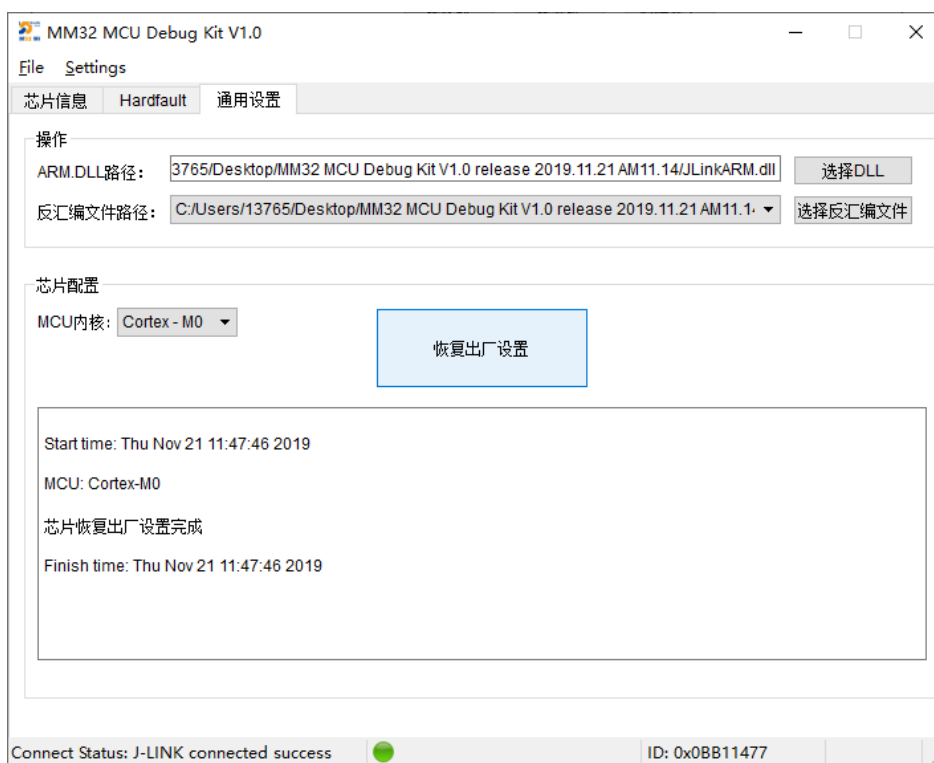 MM32 MCU Debug Kit V1.0
File Settings
芯片信息 Hardfault 通用设置
操作
ARM.DLL路径： 3765/Desktop/MM32 MCU Debug Kit V1.0 release 2019.11.21 AM11.14/JLinkARM.dll 选择DLL
反汇编文件路径： C:/Users/13765/Desktop/MM32 MCU Debug Kit V1.0 release 2019.11.21 AM11.1 选择反汇编文件
芯片配置
MCU内核： Cortex - M0
恢复出厂设置
Start time: Thu Nov 21 11:47:46 2019
MCU: Cortex-M0
芯片恢复出厂设置完成
Finish time: Thu Nov 21 11:47:46 2019
Connect Status: J-LINK connected success ID: 0x0BB11477